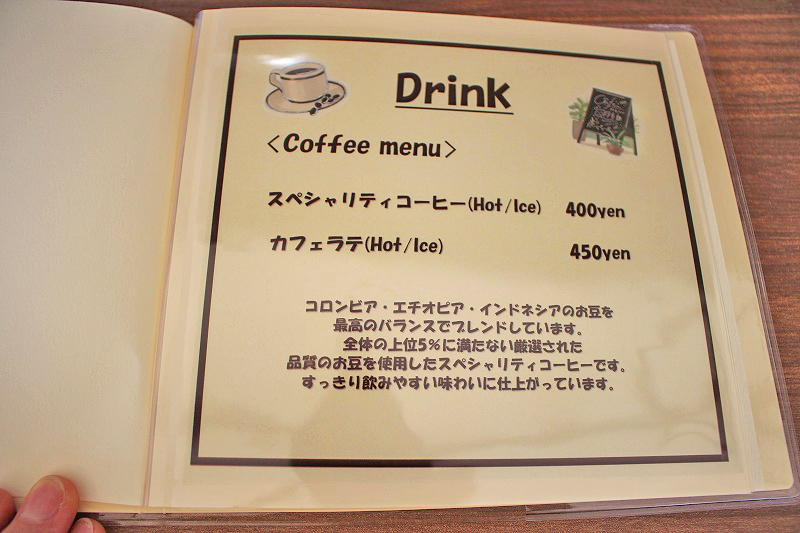 Drink
<Coffee menu>
スペシャリティコーヒー(Hot/Ice) 400yen
カフェラテ(Hot/Ice) 450yen
コロンビア・エチオピア・インドネシアのお豆を
最高のバランスでブレンドしています。
全体の上位5%に満たない厳選された
品質のお豆を使用したスペシャリティコーヒーです。
すっきり飲みやすい味わいに仕上がっています。